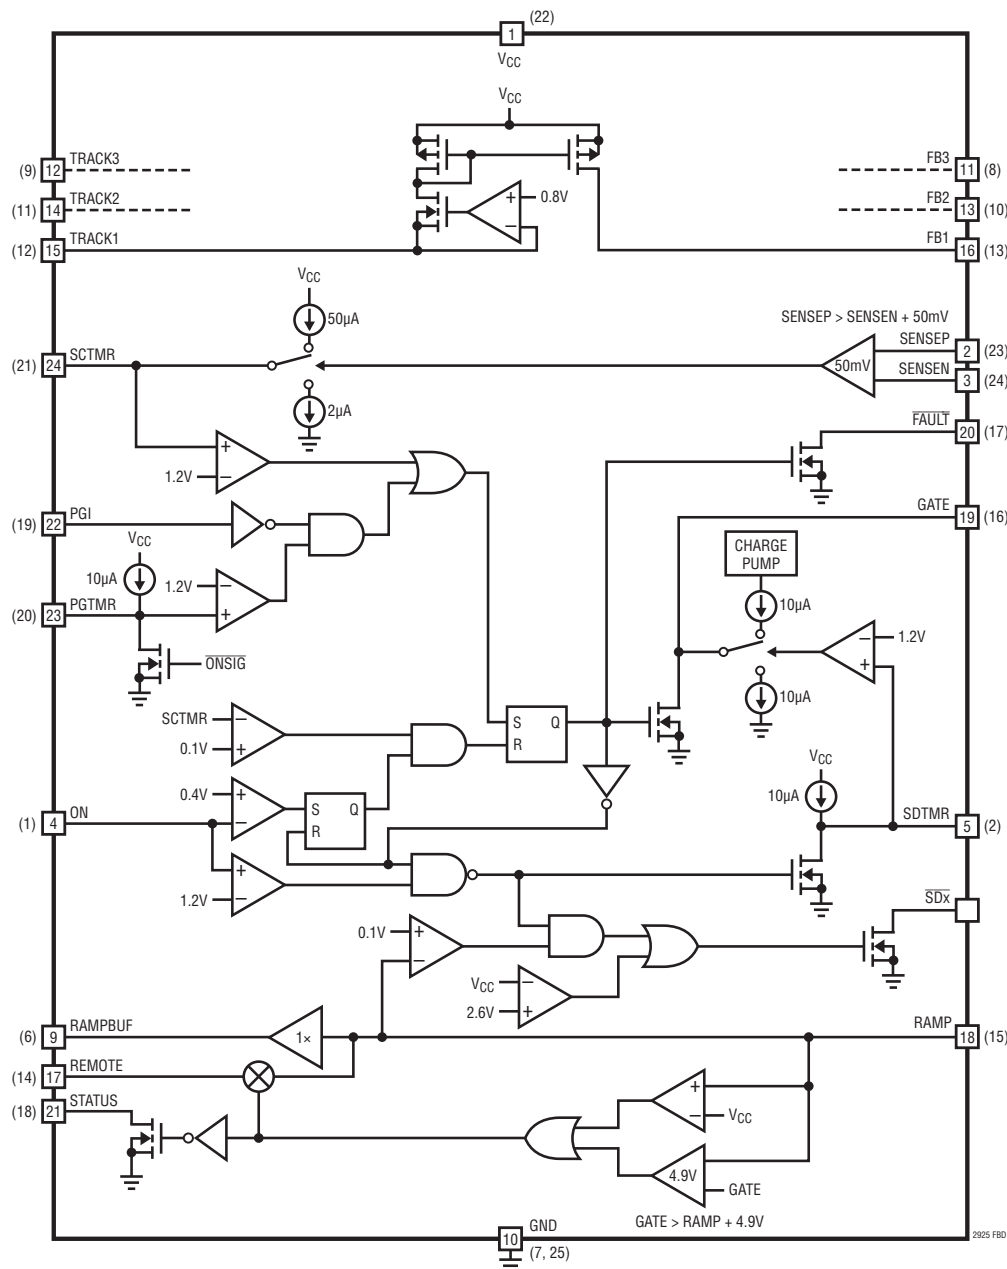 (22)
1
VCC
VCC
(9) 12 TRACK3
FB3 11 (8)
(11) 14 TRACK2
FB2 13 (10)
+ 0.8V
–
(12) 15 TRACK1
FB1 16 (13)
VCC
50µA
SENSEP > SENSEN + 50mV
SENSEP 2 (23)
(21) 24 SCTMR
50mV
SENSEN 3 (24)
2µA
FAULT 20 (17)
+
1.2V –
GATE 19 (16)
(19) 22 PGI
VCC
CHARGE
PUMP
10µA
1.2V –
+
10µA
(20) 23 PGTMR
– 1.2V
+
ONSIG
10µA
SCTMR –
0.1V +
S Q
R
VCC
0.4V +
–
S Q
R
10µA
(1) 4 ON
SDTMR 5 (2)
+
1.2V –
SDx
0.1V +
–
VCC –
2.6V +
(6) 9 RAMPBUF
1×
RAMP 18 (15)
(14) 17 REMOTE
+
– VCC
(18) 21 STATUS
4.9V
GATE
GATE > RAMP + 4.9V
10 GND
(7, 25)
2925 FBD